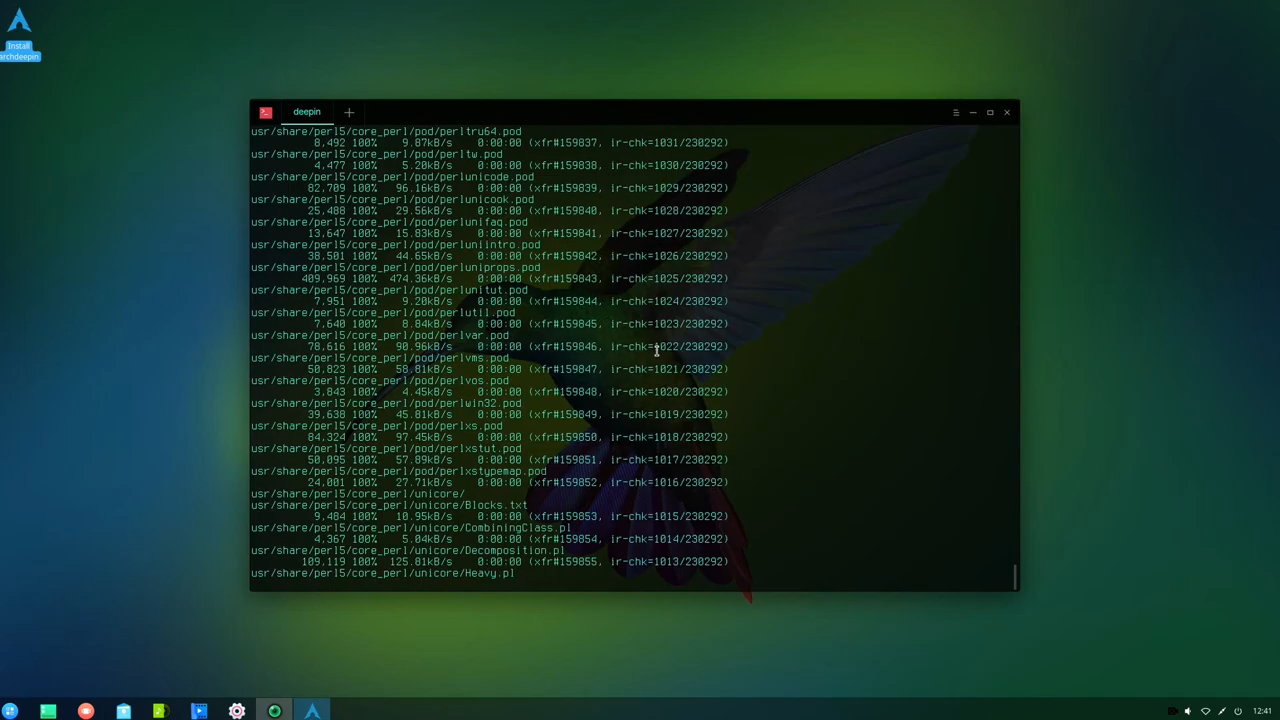 Install
archdeepin
deepin
usr/share/perl5/core_perl/pod/perltru64.pod
8,492 100% 9.87kB/s 0:00:00 (xfr#159837, ir-chk=1031/230292)
usr/share/perl5/core_perl/pod/perltw.pod
4,477 100% 5.20kB/s 0:00:00 (xfr#159838, ir-chk=1030/230292)
usr/share/perl5/core_perl/pod/perlunicode.pod
82,709 100% 96.16kB/s 0:00:00 (xfr#159839, ir-chk=1029/230292)
usr/share/perl5/core_perl/pod/perlunicook.pod
25,488 100% 29.56kB/s 0:00:00 (xfr#159840, ir-chk=1028/230292)
usr/share/perl5/core_perl/pod/perlunifaq.pod
13,647 100% 15.83kB/s 0:00:00 (xfr#159841, ir-chk=1027/230292)
usr/share/perl5/core_perl/pod/perluniintro.pod
38,501 100% 44.65kB/s 0:00:00 (xfr#159842, ir-chk=1026/230292)
usr/share/perl5/core_perl/pod/perluniprops.pod
409,969 100% 474.36kB/s 0:00:00 (xfr#159843, ir-chk=1025/230292)
usr/share/perl5/core_perl/pod/perlunitut.pod
7,951 100% 9.20kB/s 0:00:00 (xfr#159844, ir-chk=1024/230292)
usr/share/perl5/core_perl/pod/perlutil.pod
7,640 100% 8.84kB/s 0:00:00 (xfr#159845, ir-chk=1023/230292)
usr/share/perl5/core_perl/pod/perlvar.pod
78,616 100% 90.96kB/s 0:00:00 (xfr#159846, ir-chk=1022/230292)
usr/share/perl5/core_perl/pod/perlvms.pod
50,823 100% 58.81kB/s 0:00:00 (xfr#159847, ir-chk=1021/230292)
usr/share/perl5/core_perl/pod/perlvos.pod
3,843 100% 4.45kB/s 0:00:00 (xfr#159848, ir-chk=1020/230292)
usr/share/perl5/core_perl/pod/perlwin32.pod
39,638 100% 45.81kB/s 0:00:00 (xfr#159849, ir-chk=1019/230292)
usr/share/perl5/core_perl/pod/perlxs.pod
84,324 100% 97.45kB/s 0:00:00 (xfr#159850, ir-chk=1018/230292)
usr/share/perl5/core_perl/pod/perlxstut.pod
50,095 100% 57.89kB/s 0:00:00 (xfr#159851, ir-chk=1017/230292)
usr/share/perl5/core_perl/pod/perlxstypemap.pod
24,001 100% 27.71kB/s 0:00:00 (xfr#159852, ir-chk=1016/230292)
usr/share/perl5/core_perl/unicore/
usr/share/perl5/core_perl/unicore/Blocks.txt
9,484 100% 10.95kB/s 0:00:00 (xfr#159853, ir-chk=1015/230292)
usr/share/perl5/core_perl/unicore/CombiningClass.pl
4,367 100% 5.04kB/s 0:00:00 (xfr#159854, ir-chk=1014/230292)
usr/share/perl5/core_perl/unicore/Decomposition.pl
109,119 100% 125.81kB/s 0:00:00 (xfr#159855, ir-chk=1013/230292)
usr/share/perl5/core_perl/unicore/Heavy.pl
12:41